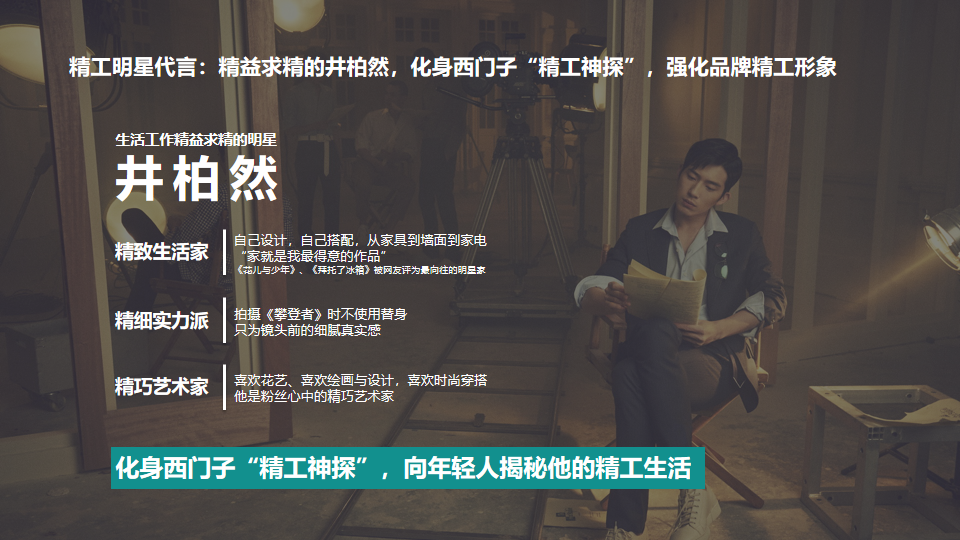 精工明星代言：精益求精的井柏然，化身西门子“精工神探”，强化品牌精工形象
生活工作精益求精的明星
井柏然
精致生活家
自己设计，自己搭配，从家具到墙面到家电
“家就是我最得意的作品”
《花儿与少年》、《拜托了冰箱》被网友评为最向往的明星家
精细实力派
拍摄《攀登者》时不使用替身
只为镜头前的细腻真实感
精巧艺术家
喜欢花艺、喜欢绘画与设计，喜欢时尚穿搭
他是粉丝心中的精巧艺术家
化身西门子“精工神探”，向年轻人揭秘他的精工生活